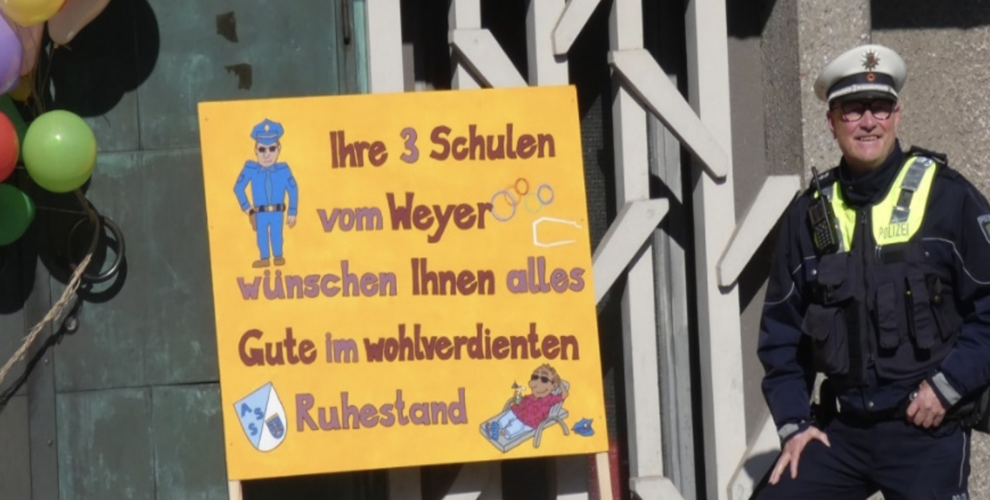 Ihre 3 Schulen
vom Weyer
wünschen Ihnen alles
Gute im wohlverdienten
Ruhestand
A
S
S
POLIZEI